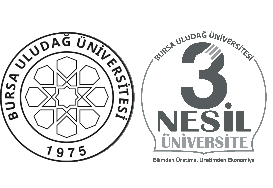 BURSA ULUDAĞ ÜNİVERSİTESİ
1975
BURSA ULUDAĞ ÜNİVERSİTESİ
3
NESİL
ÜNİVERSİTE
Bilimden Üretime, Üretimden Ekonomiye